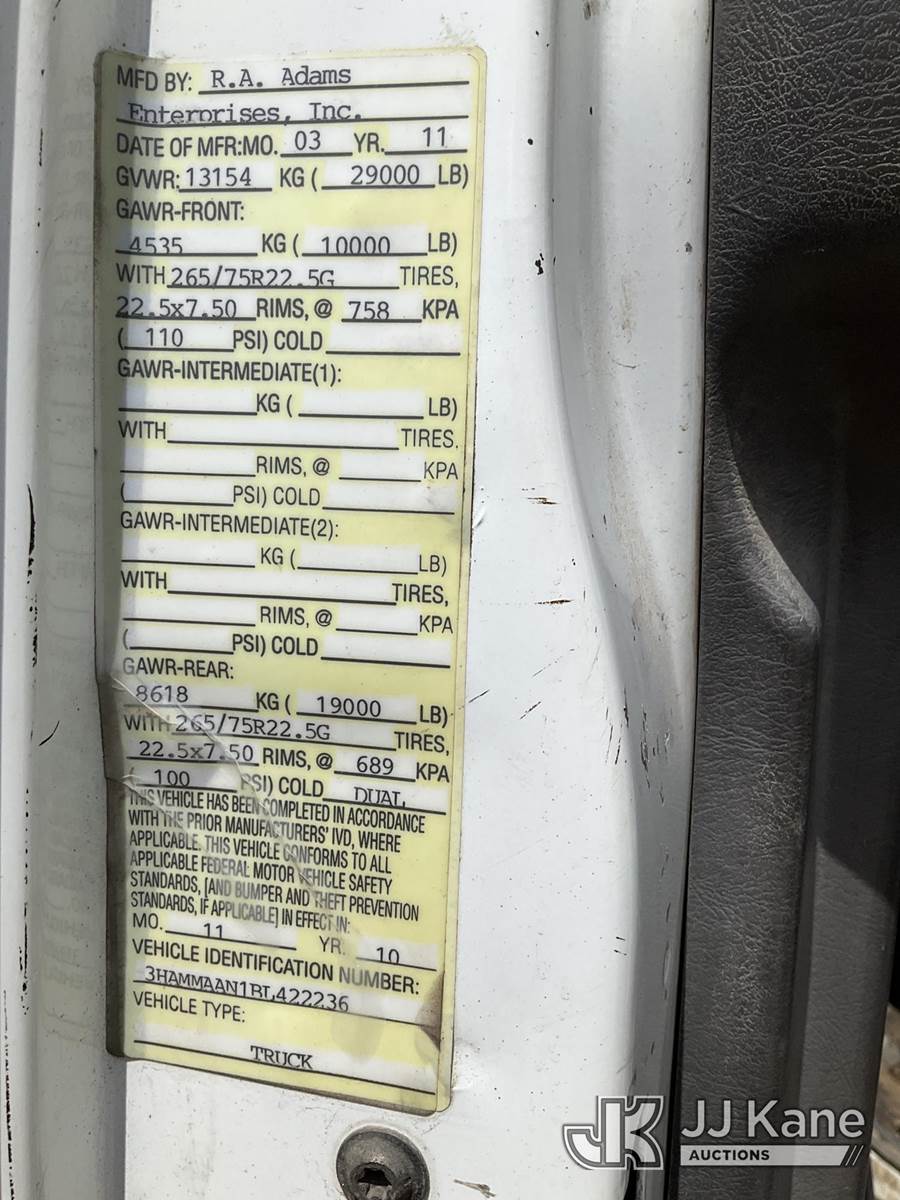 MFD BY: R.A. Adams
Enterprises, Inc.
DATE OF MFR:MO. 03 YR. 11
GVWR: 13154 KG ( 29000 LB)
GAWR-FRONT:
4535 KG ( 10000 LB)
WITH 265/75R22.5G TIRES,
22.5x7.50 RIMS, @ 758 KPA
( 110 PSI) COLD
GAWR-INTERMEDIATE(1):
KG ( LB)
WITH TIRES.
RIMS, @ KPA
( PSI) COLD
GAWR-INTERMEDIATE(2):
KG ( LB)
WITH TIRES,
RIMS, @ KPA
( PSI) COLD
GAWR-REAR:
8618 KG ( 19000 LB)
WITH 265/75R22.5G TIRES,
22.5x7.50 RIMS, @ 689 KPA
100 PSI) COLD DUAL
THIS VEHICLE HAS BEEN COMPLETED IN ACCORDANCE
WITH THE PRIOR MANUFACTURERS' IVD, WHERE
APPLICABLE. THIS VEHICLE CONFORMS TO ALL
APPLICABLE FEDERAL MOTOR VEHICLE SAFETY
STANDARDS, [AND BUMPER AND THEFT PREVENTION
STANDARDS, IF APPLICABLE] IN EFFECT IN:
MO. 11 YR. 10
VEHICLE IDENTIFICATION NUMBER:
3HAMMAAN1BL422236
VEHICLE TYPE:
TRUCK
JK JJ Kane
AUCTIONS